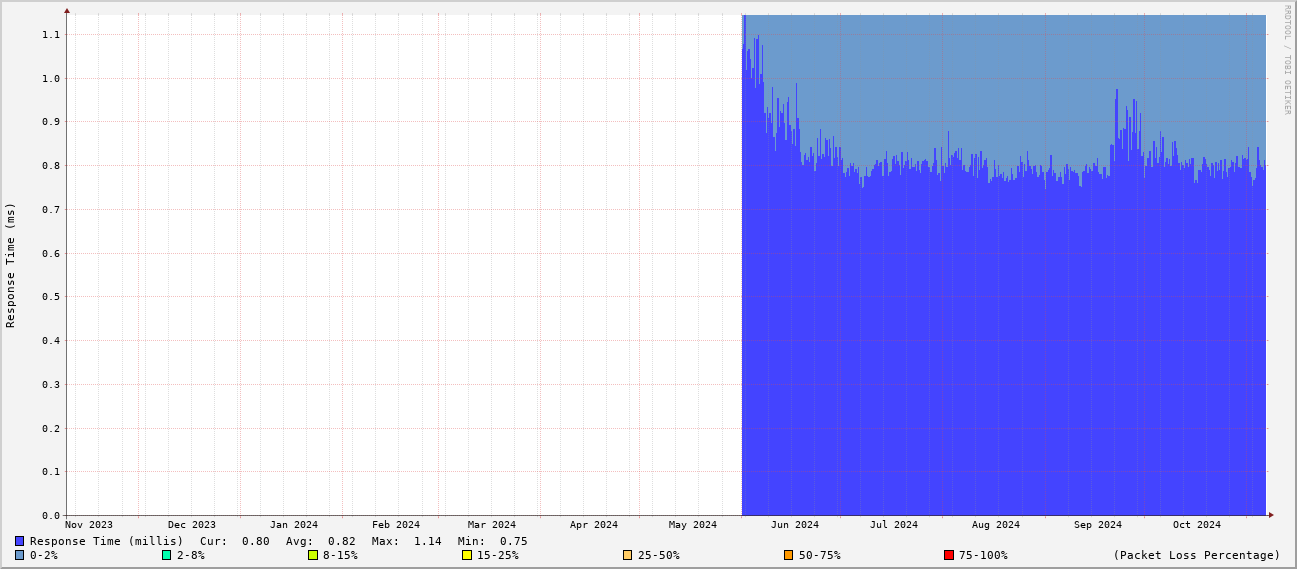 RRDTOOL / TOBI OETIKER
Response Time (ms)
1.1
1.0
0.9
0.8
0.7
0.6
0.5
0.4
0.3
0.2
0.1
0.0
Nov 2023 Dec 2023 Jan 2024 Feb 2024 Mar 2024 Apr 2024 May 2024 Jun 2024 Jul 2024 Aug 2024 Sep 2024 Oct 2024
Response Time (millis) Cur: 0.80 Avg: 0.82 Max: 1.14 Min: 0.75
0-2% 2-8% 8-15% 15-25% 25-50% 50-75% 75-100% (Packet Loss Percentage)